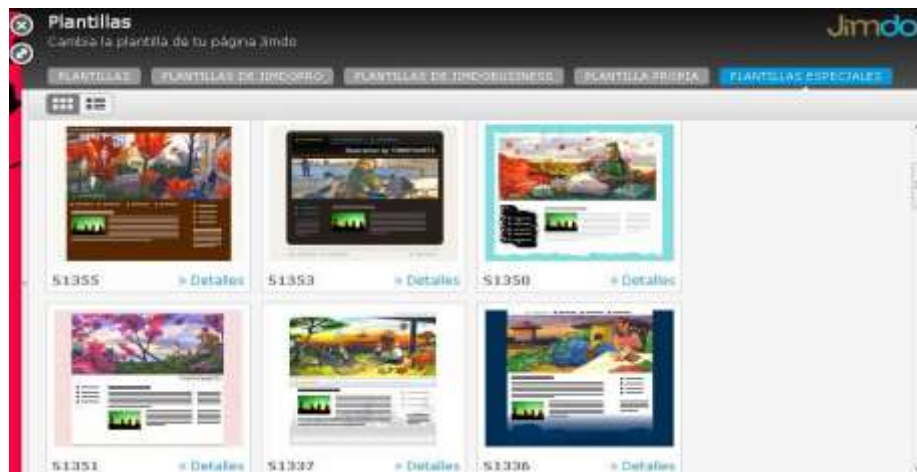 Plantillas
Cambia la plantilla de tu página Jimdo
Jimdo
PLANTILLAS PLANTILLAS DE JIMDOPRO PLANTILLAS DE JIMDOBUSINESS PLANTILLA PROPIA PLANTILLAS ESPECIALES
S1355 » Detalles S1353 » Detalles S1350 » Detalles
S1351 » Detalles S1337 » Detalles S1336 » Detalles